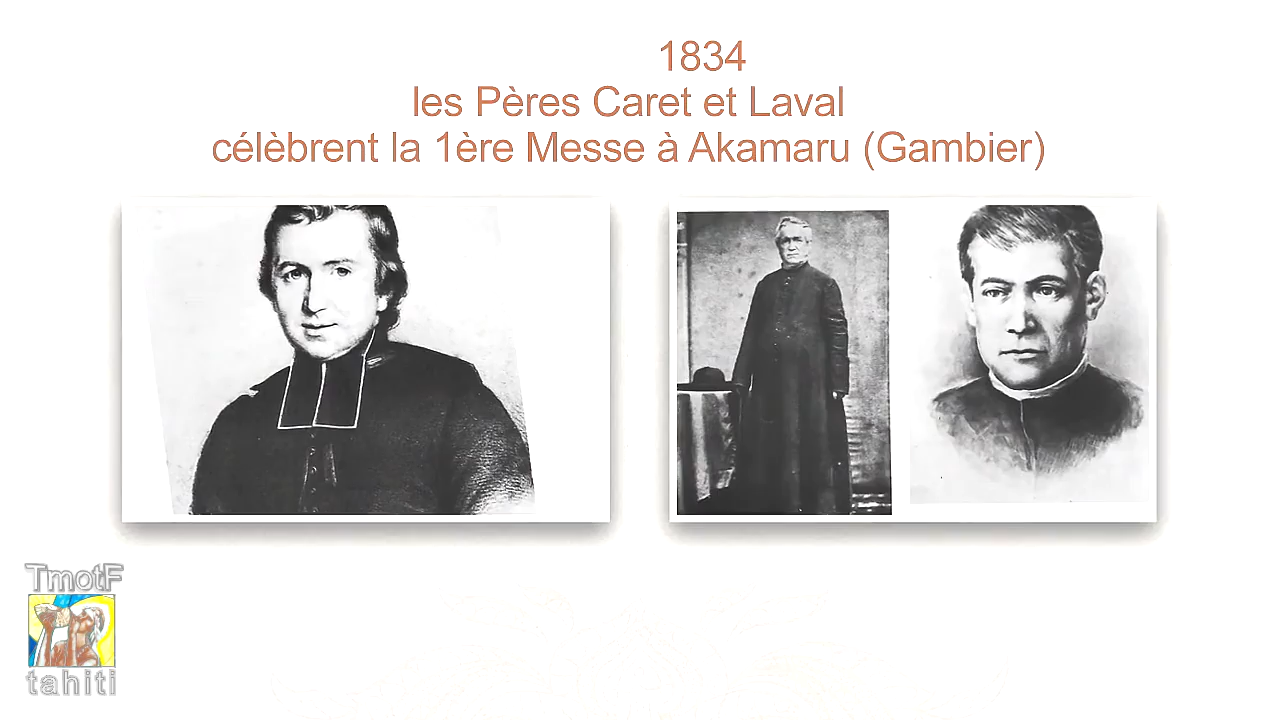 1834
les Pères Caret et Laval
célèbrent la 1ère Messe à Akamaru (Gambier)
TmotF
tahiti